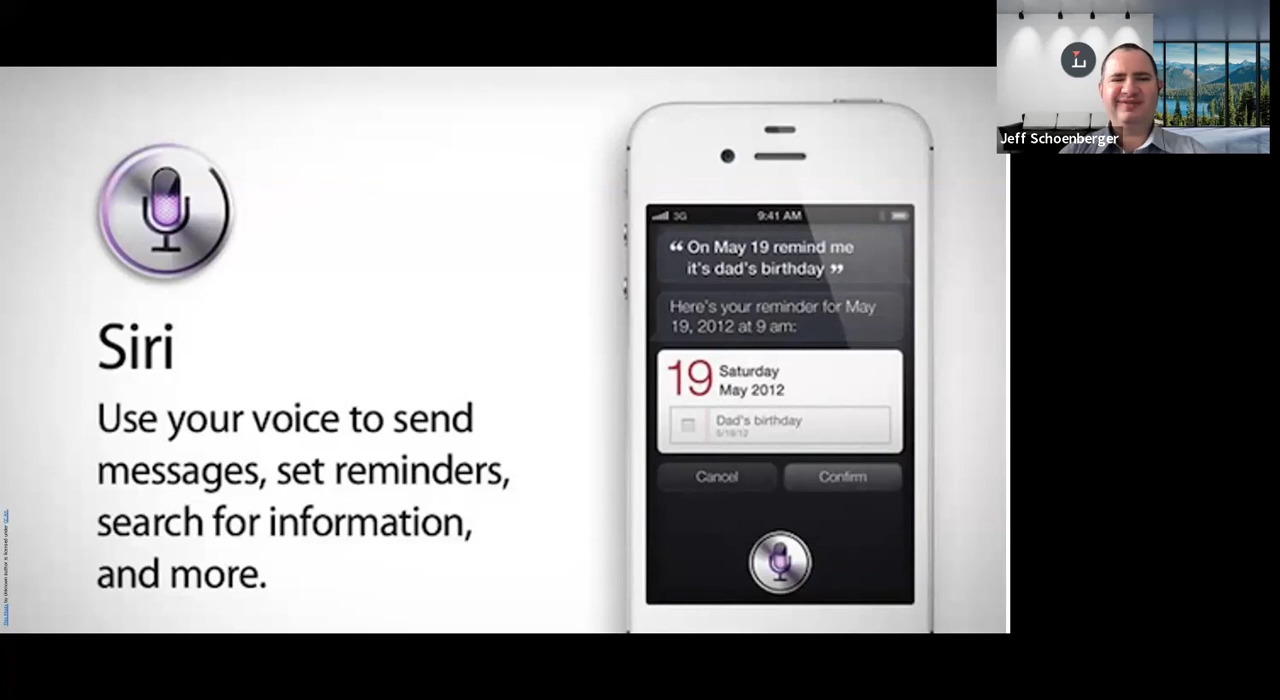 Jeff Schoenberger
Siri
Use your voice to send
messages, set reminders,
search for information,
and more.
3G
9:41 AM
“ On May 19 remind me
it's dad's birthday ”
Here's your reminder for May
19, 2012 at 9 am:
19
Saturday
May 2012
Dad's birthday
5/19/12
Cancel
Confirm